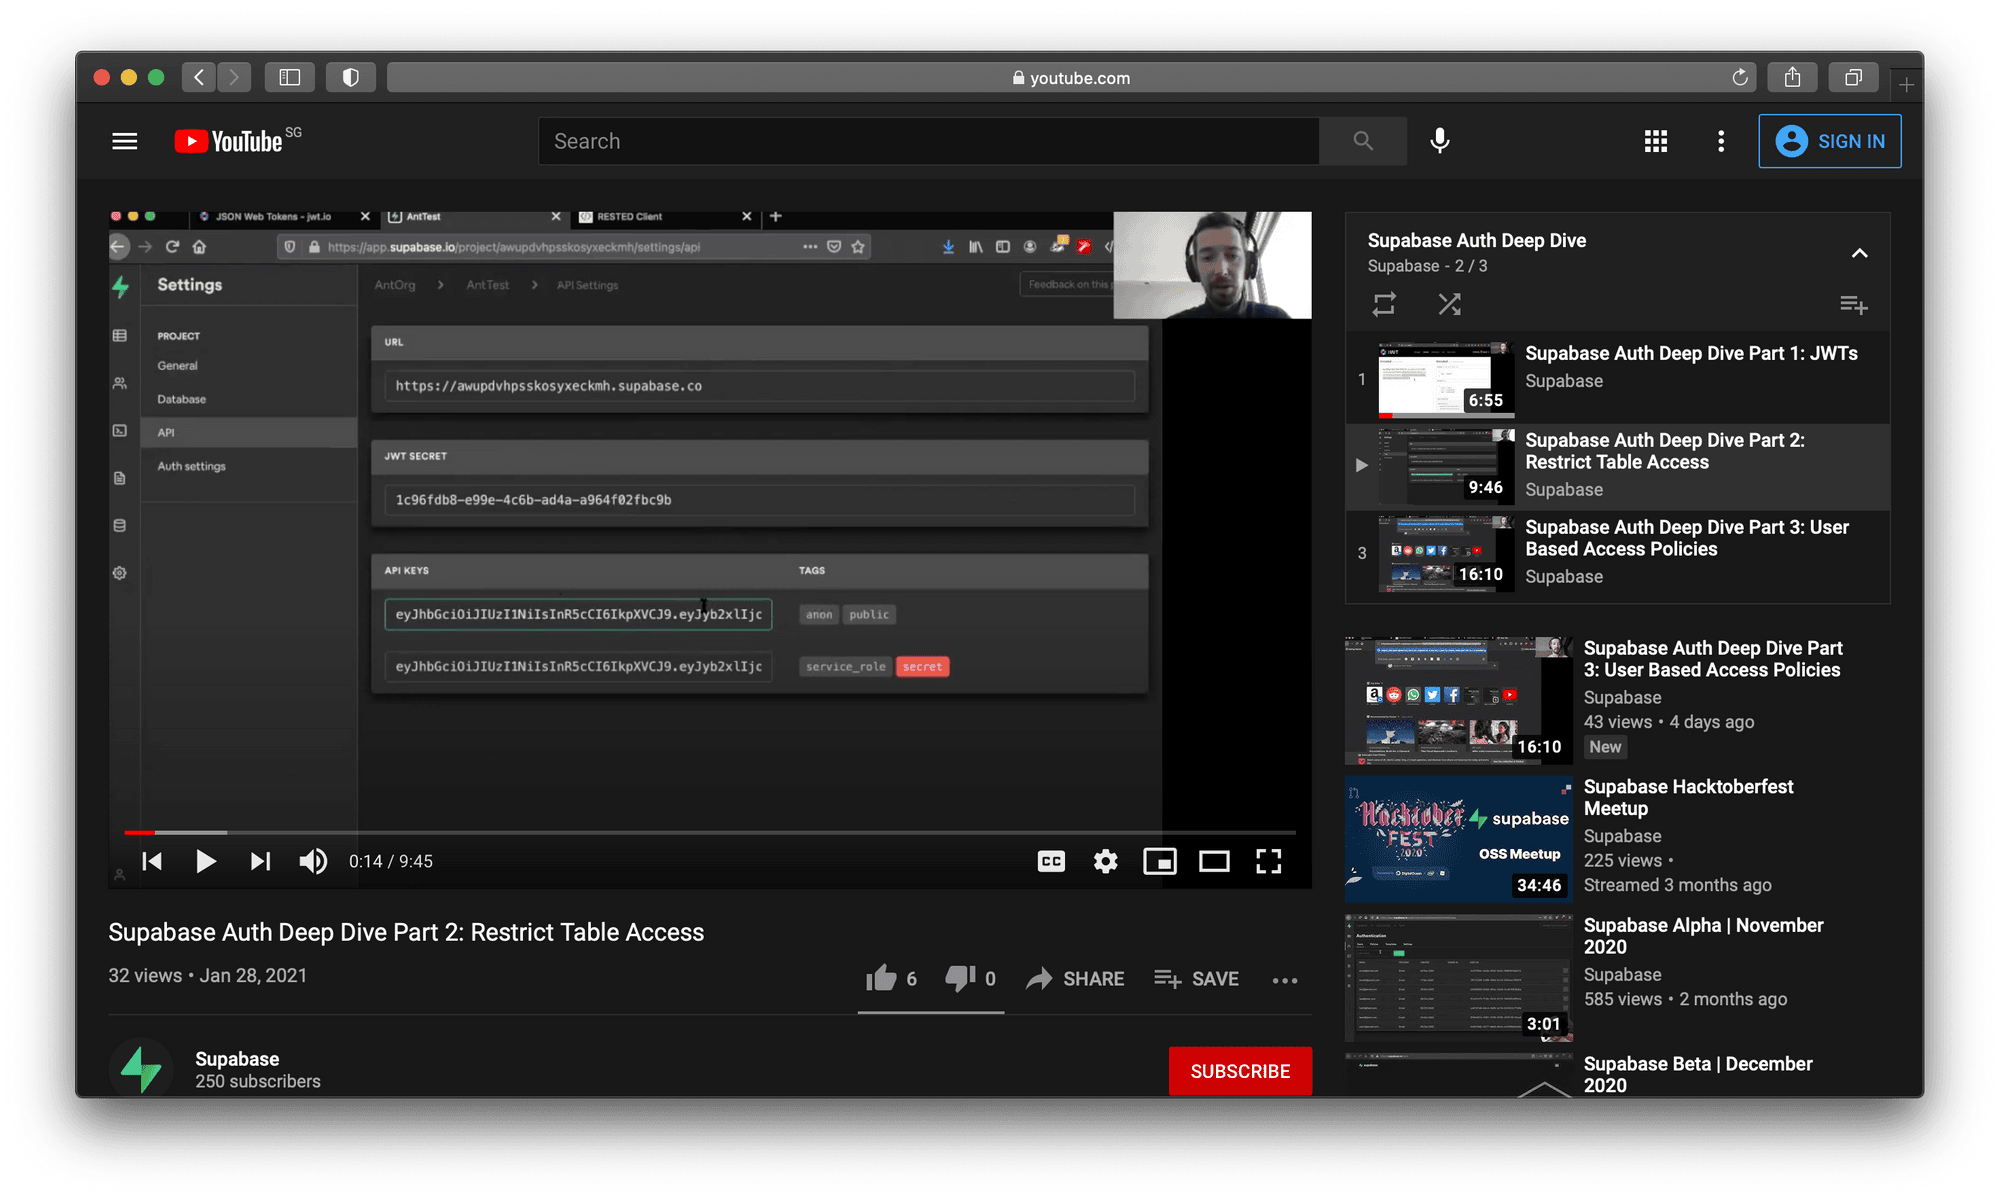 youtube.com
YouTube SG
Search
SIGN IN
JSON Web Tokens - jwt.io
AntTest
RESTED Client
https://app.supabase.io/project/awupdvhpsskosyxeckmh/settings/api
Settings
AntOrg > AntTest > API Settings
Feedback on this p
PROJECT
General
Database
API
Auth settings
URL
https://awupdvhpsskosyxeckmh.supabase.co
JWT SECRET
1c96fdb8-e99e-4c6b-ad4a-a964f02fbc9b
API KEYS TAGS
eyJhbGciOiJIUzI1NiIsInR5cCI6IkpXVCJ9.eyJyb2xlIjc anon public
eyJhbGciOiJIUzI1NiIsInR5cCI6IkpXVCJ9.eyJyb2xlIjc service_role secret
0:14 / 9:45
CC
Supabase Auth Deep Dive Part 2: Restrict Table Access
32 views • Jan 28, 2021
6 0 SHARE SAVE
Supabase
250 subscribers
SUBSCRIBE
Supabase Auth Deep Dive
Supabase - 2 / 3
1
6:55
Supabase Auth Deep Dive Part 1: JWTs
Supabase
9:46
Supabase Auth Deep Dive Part 2:
Restrict Table Access
Supabase
3
16:10
Supabase Auth Deep Dive Part 3: User
Based Access Policies
Supabase
16:10
Supabase Auth Deep Dive Part
3: User Based Access Policies
Supabase
43 views • 4 days ago
New
Hacktober
FEST
2020
supabase
OSS Meetup
34:46
Supabase Hacktoberfest
Meetup
Supabase
225 views •
Streamed 3 months ago
Authentication
3:01
Supabase Alpha | November
2020
Supabase
585 views • 2 months ago
Supabase Beta | December
2020